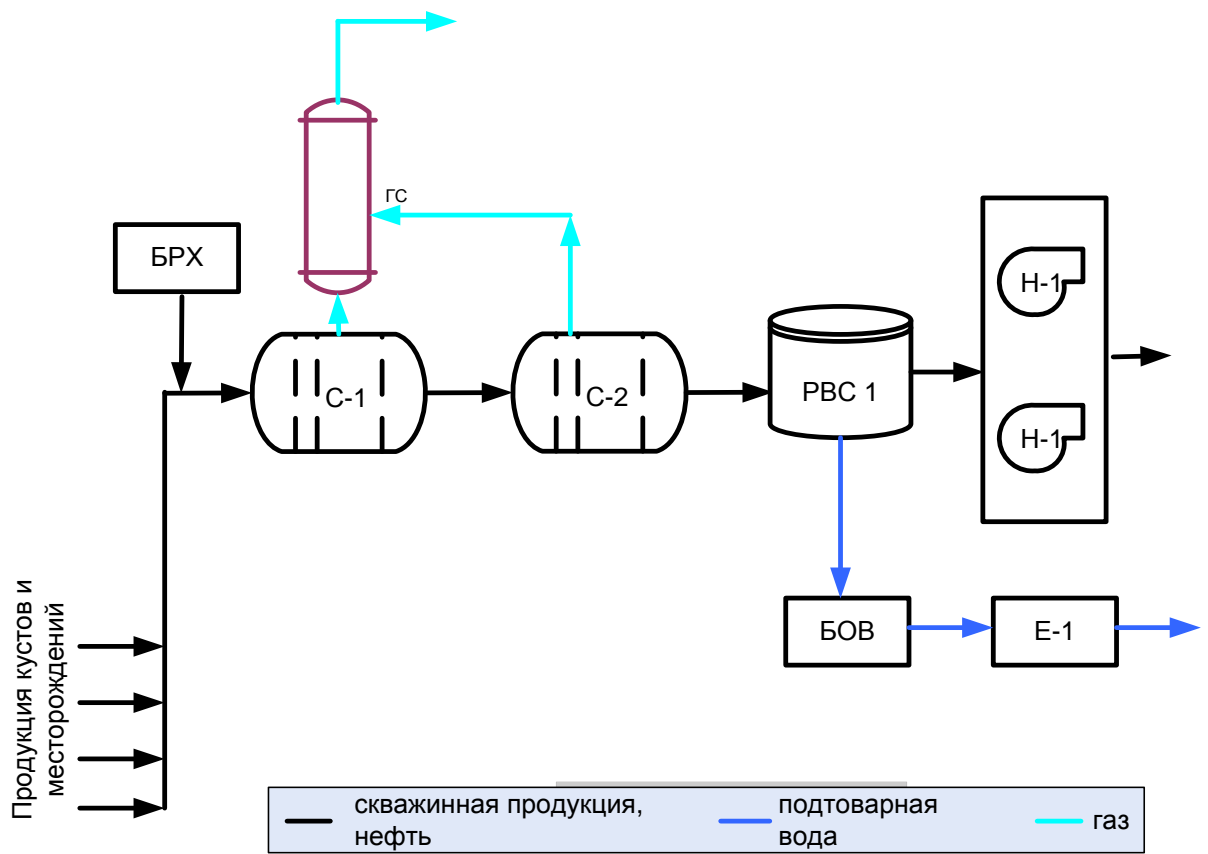 ГС
БРХ
Н-1
С-1
С-2
РВС 1
Н-1
Продукция кустов и
месторождений
БОВ
Е-1
скважинная продукция,
нефть
подтоварная
вода
газ